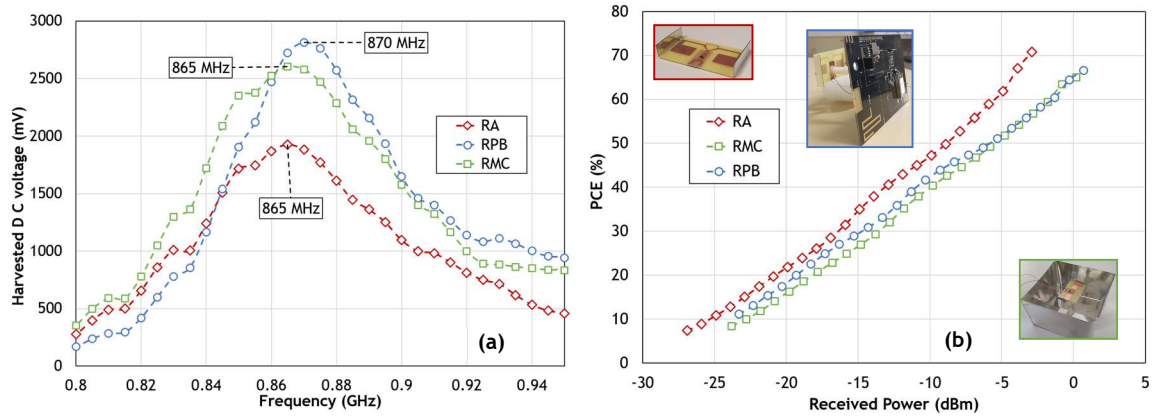 3000
2500
2000
1500
1000
500
0
Harvested D C voltage (mV)
870 MHz
865 MHz
865 MHz
RA
RPB
RMC
(a)
0.8
0.82
0.84
0.86
0.88
0.9
0.92
0.94
Frequency (GHz)
80
70
60
50
40
30
20
10
0
PCE (%)
RA
RMC
RPB
(b)
-30
-25
-20
-15
-10
-5
0
5
Received Power (dBm)